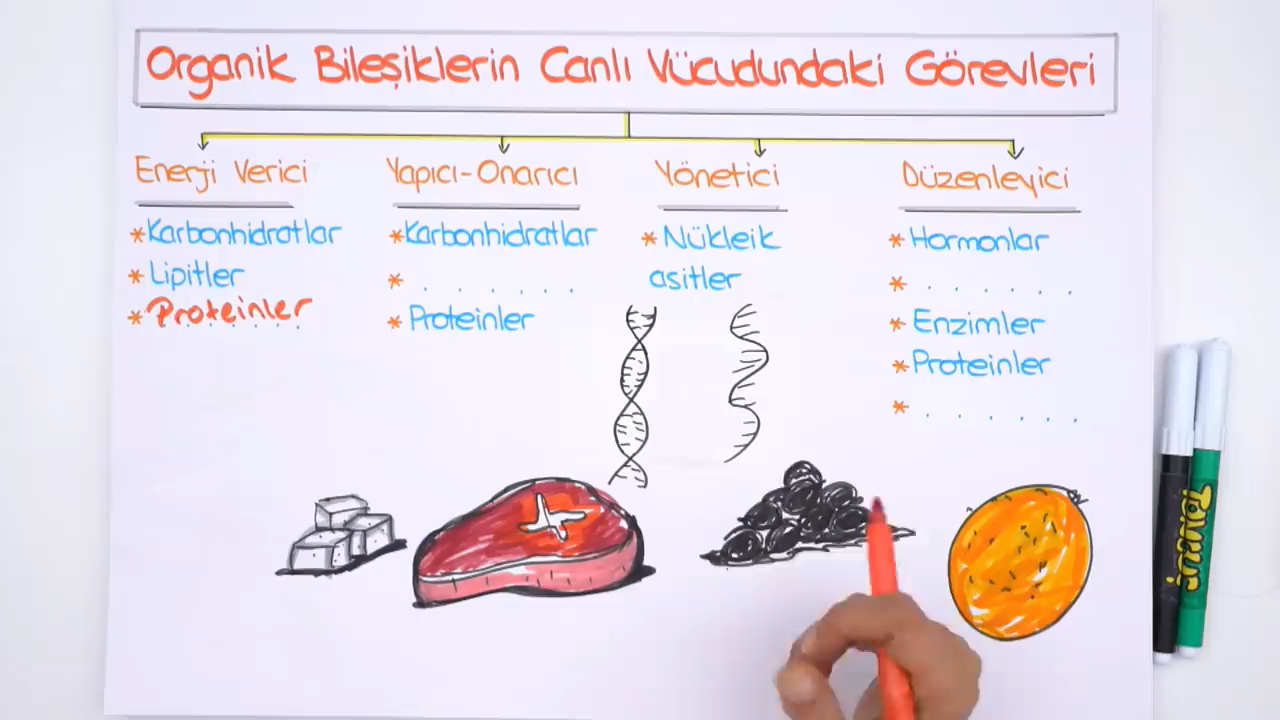 Organik Bileşiklerin Canlı Vücudundaki Görevleri
Enerji Verici
*Karbonhidratlar
*Lipitler
*Proteinler
Yapıcı-Onarıcı
*Karbonhidratlar
* . . . . . . .
*Proteinler
Yönetici
*Nükleik
asitler
Düzenleyici
*Hormonlar
* . . . . . .
*Enzimler
*Proteinler
* . . . . . .